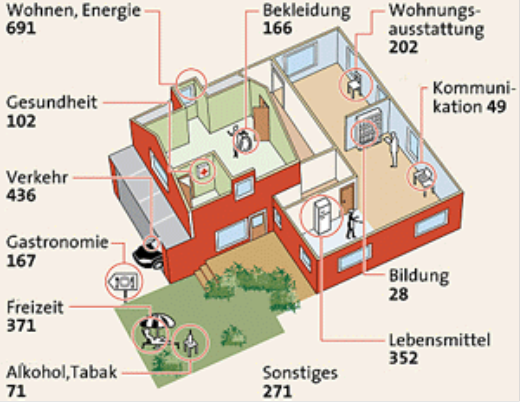 Wohnen, Energie
691
Bekleidung
166
Wohnungs-
ausstattung
202
Gesundheit
102
Kommuni-
kation 49
Verkehr
436
Gastronomie
167
Bildung
28
Freizeit
371
Lebensmittel
352
Alkohol,Tabak
71
Sonstiges
271